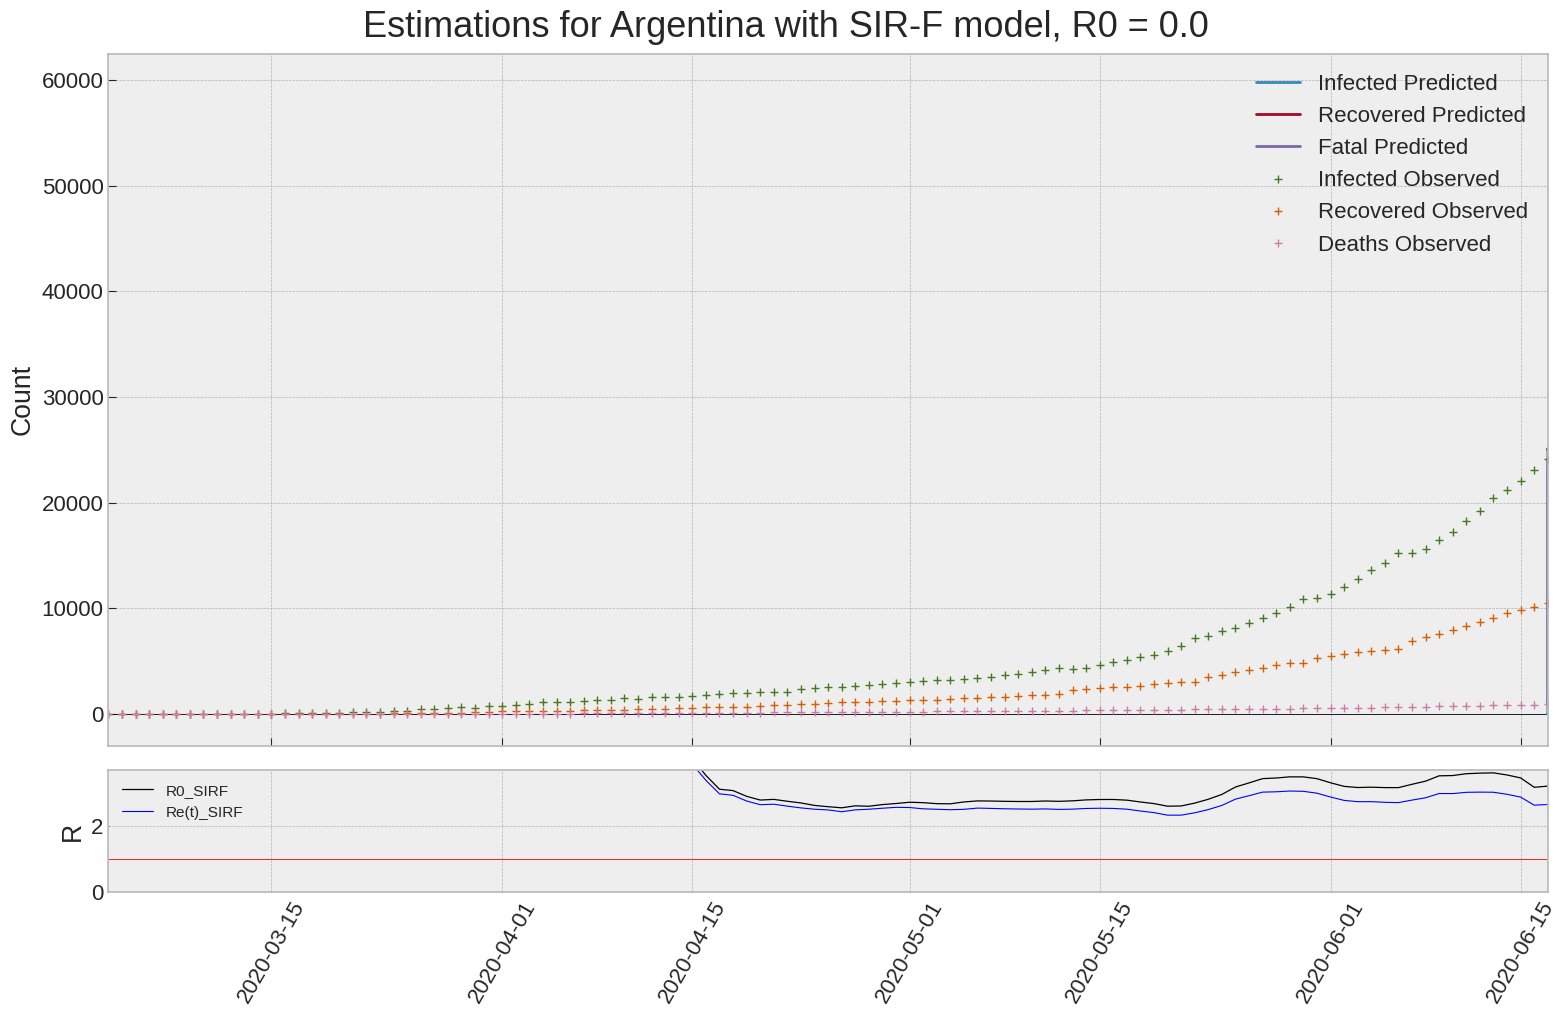 Estimations for Argentina with SIR-F model, R0 = 0.0
60000
50000
40000
30000
20000
10000
0
Count
Infected Predicted
Recovered Predicted
Fatal Predicted
Infected Observed
Recovered Observed
Deaths Observed
R0_SIRF
Re(t)_SIRF
2
0
R
2020-03-15
2020-04-01
2020-04-15
2020-05-01
2020-05-15
2020-06-01
2020-06-15